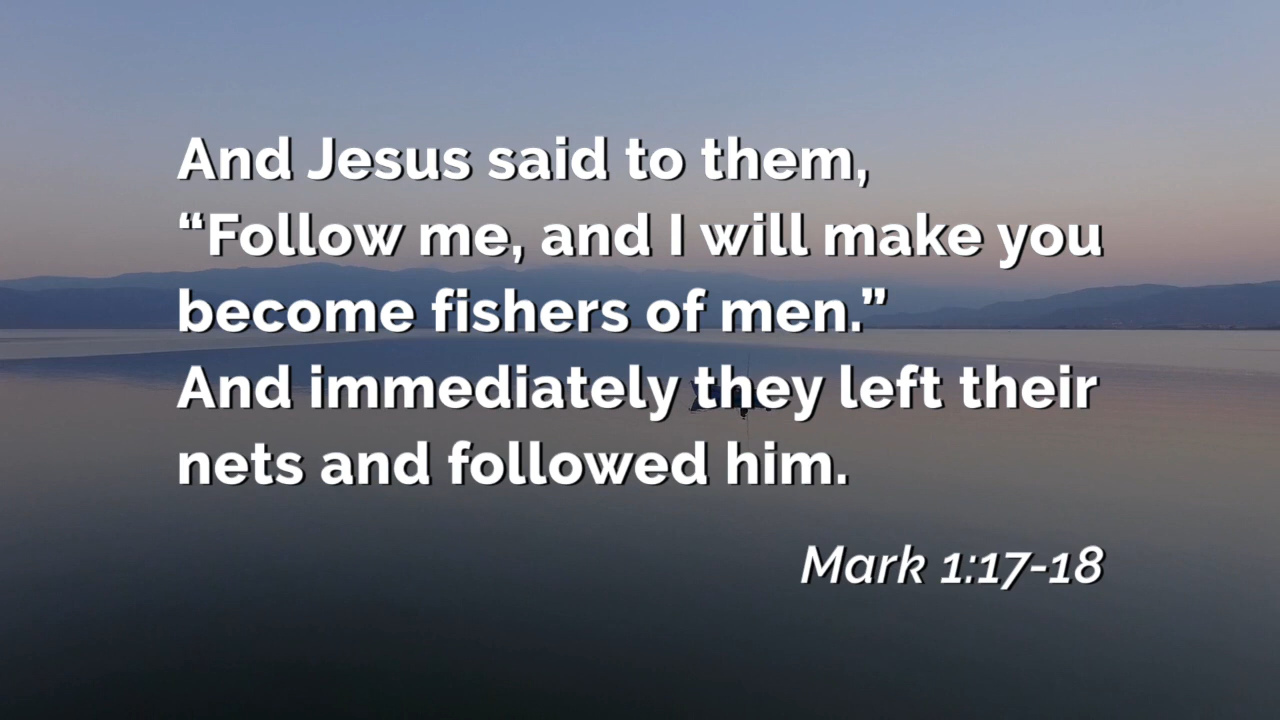 And Jesus said to them,
“Follow me, and I will make you
become fishers of men.”
And immediately they left their
nets and followed him.
Mark 1:17-18